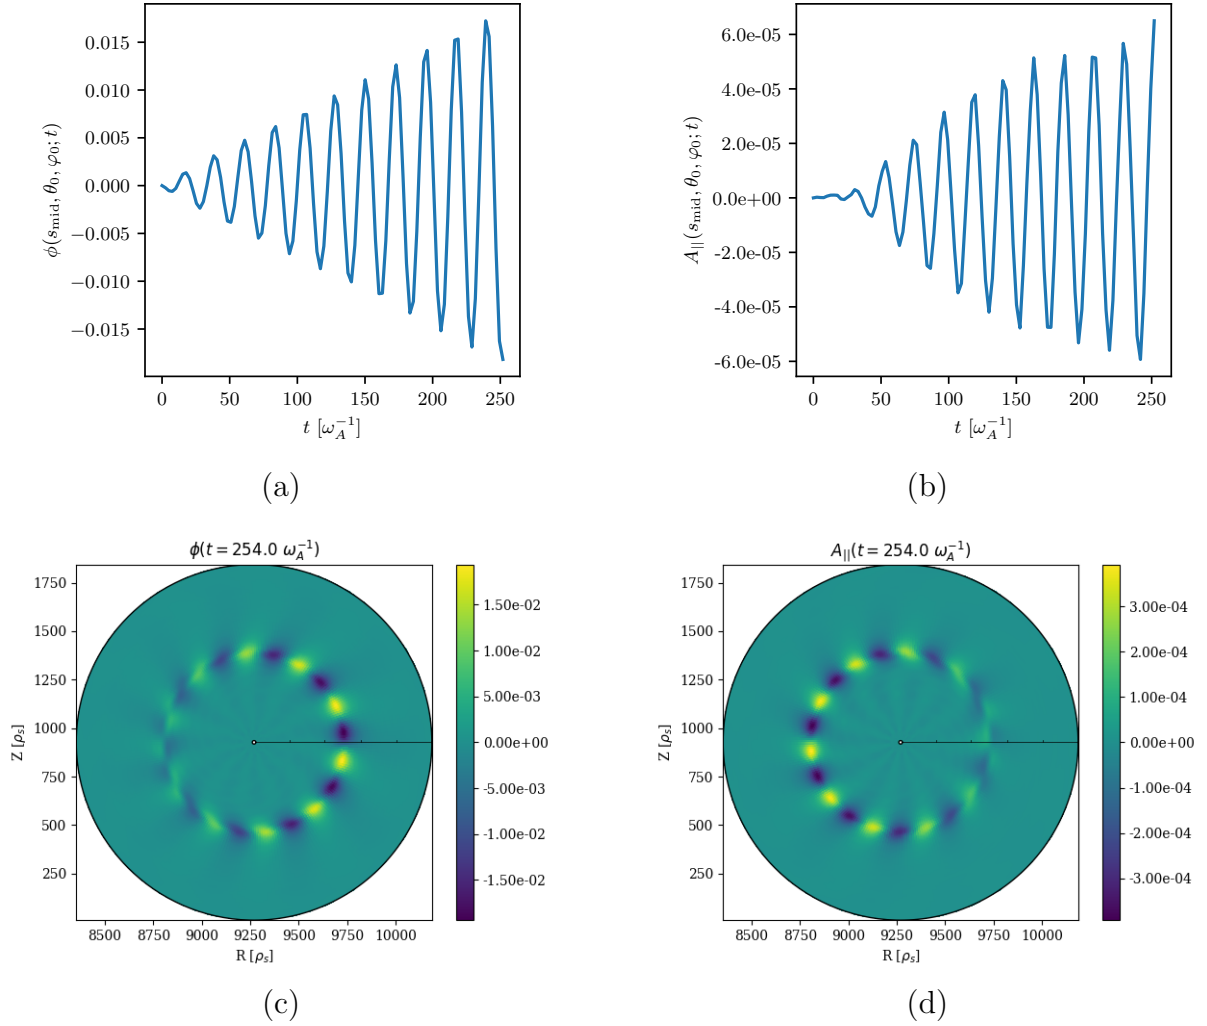 0.015
0.010
0.005
0.000
−0.005
−0.010
−0.015
ϕ(s_mid, θ_0, φ_0; t)
0 50 100 150 200 250
t [ω_A^{-1}]
(a)
6.0e-05
4.0e-05
2.0e-05
0.0e+00
-2.0e-05
-4.0e-05
-6.0e-05
A_{||}(s_mid, θ_0, φ_0; t)
0 50 100 150 200 250
t [ω_A^{-1}]
(b)
ϕ(t = 254.0 ω_A^{-1})
1750
1500
1250
1000
750
500
250
Z [ρ_s]
8500 8750 9000 9250 9500 9750 10000
R [ρ_s]
1.50e-02
1.00e-02
5.00e-03
0.00e+00
-5.00e-03
-1.00e-02
-1.50e-02
(c)
A_{||}(t = 254.0 ω_A^{-1})
1750
1500
1250
1000
750
500
250
Z [ρ_s]
8500 8750 9000 9250 9500 9750 10000
R [ρ_s]
3.00e-04
2.00e-04
1.00e-04
0.00e+00
-1.00e-04
-2.00e-04
-3.00e-04
(d)